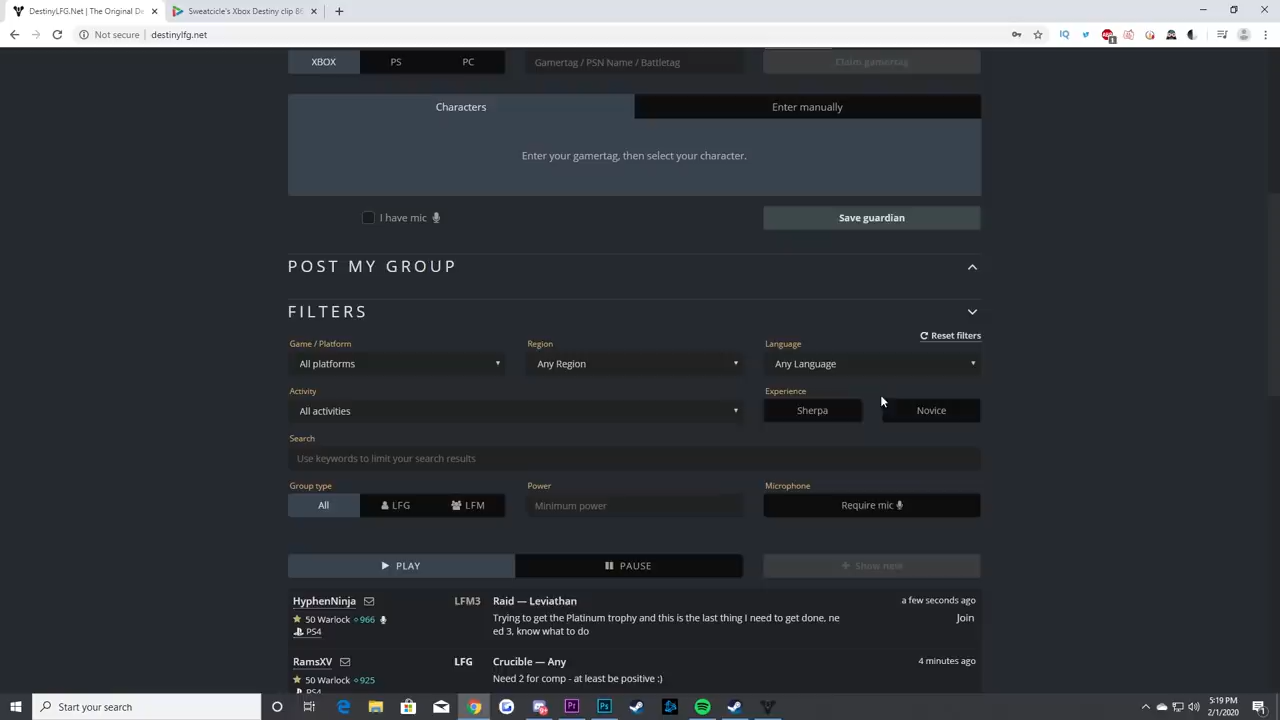 DestinyLFG.Net | The Original De
Sweatcicle's Xbox Destiny clip 86
Not secure | destinylfg.net
XBOX PS PC Gamertag / PSN Name / Battletag Claim gamertag
Characters Enter manually
Enter your gamertag, then select your character.
I have mic Save guardian
POST MY GROUP
FILTERS
Reset filters
Game / Platform Region Language
All platforms Any Region Any Language
Activity Experience
All activities Sherpa Novice
Search
Use keywords to limit your search results
Group type Power Microphone
All LFG LFM Minimum power Require mic
PLAY PAUSE + Show new
HyphenNinja LFM3 Raid — Leviathan a few seconds ago
50 Warlock 966 Trying to get the Platinum trophy and this is the last thing I need to get done, ne Join
PS4 ed 3, know what to do
RamsXV LFG Crucible — Any 4 minutes ago
50 Warlock 925 Need 2 for comp - at least be positive :)
PS4
Start your search 5:19 PM
2/1/2020